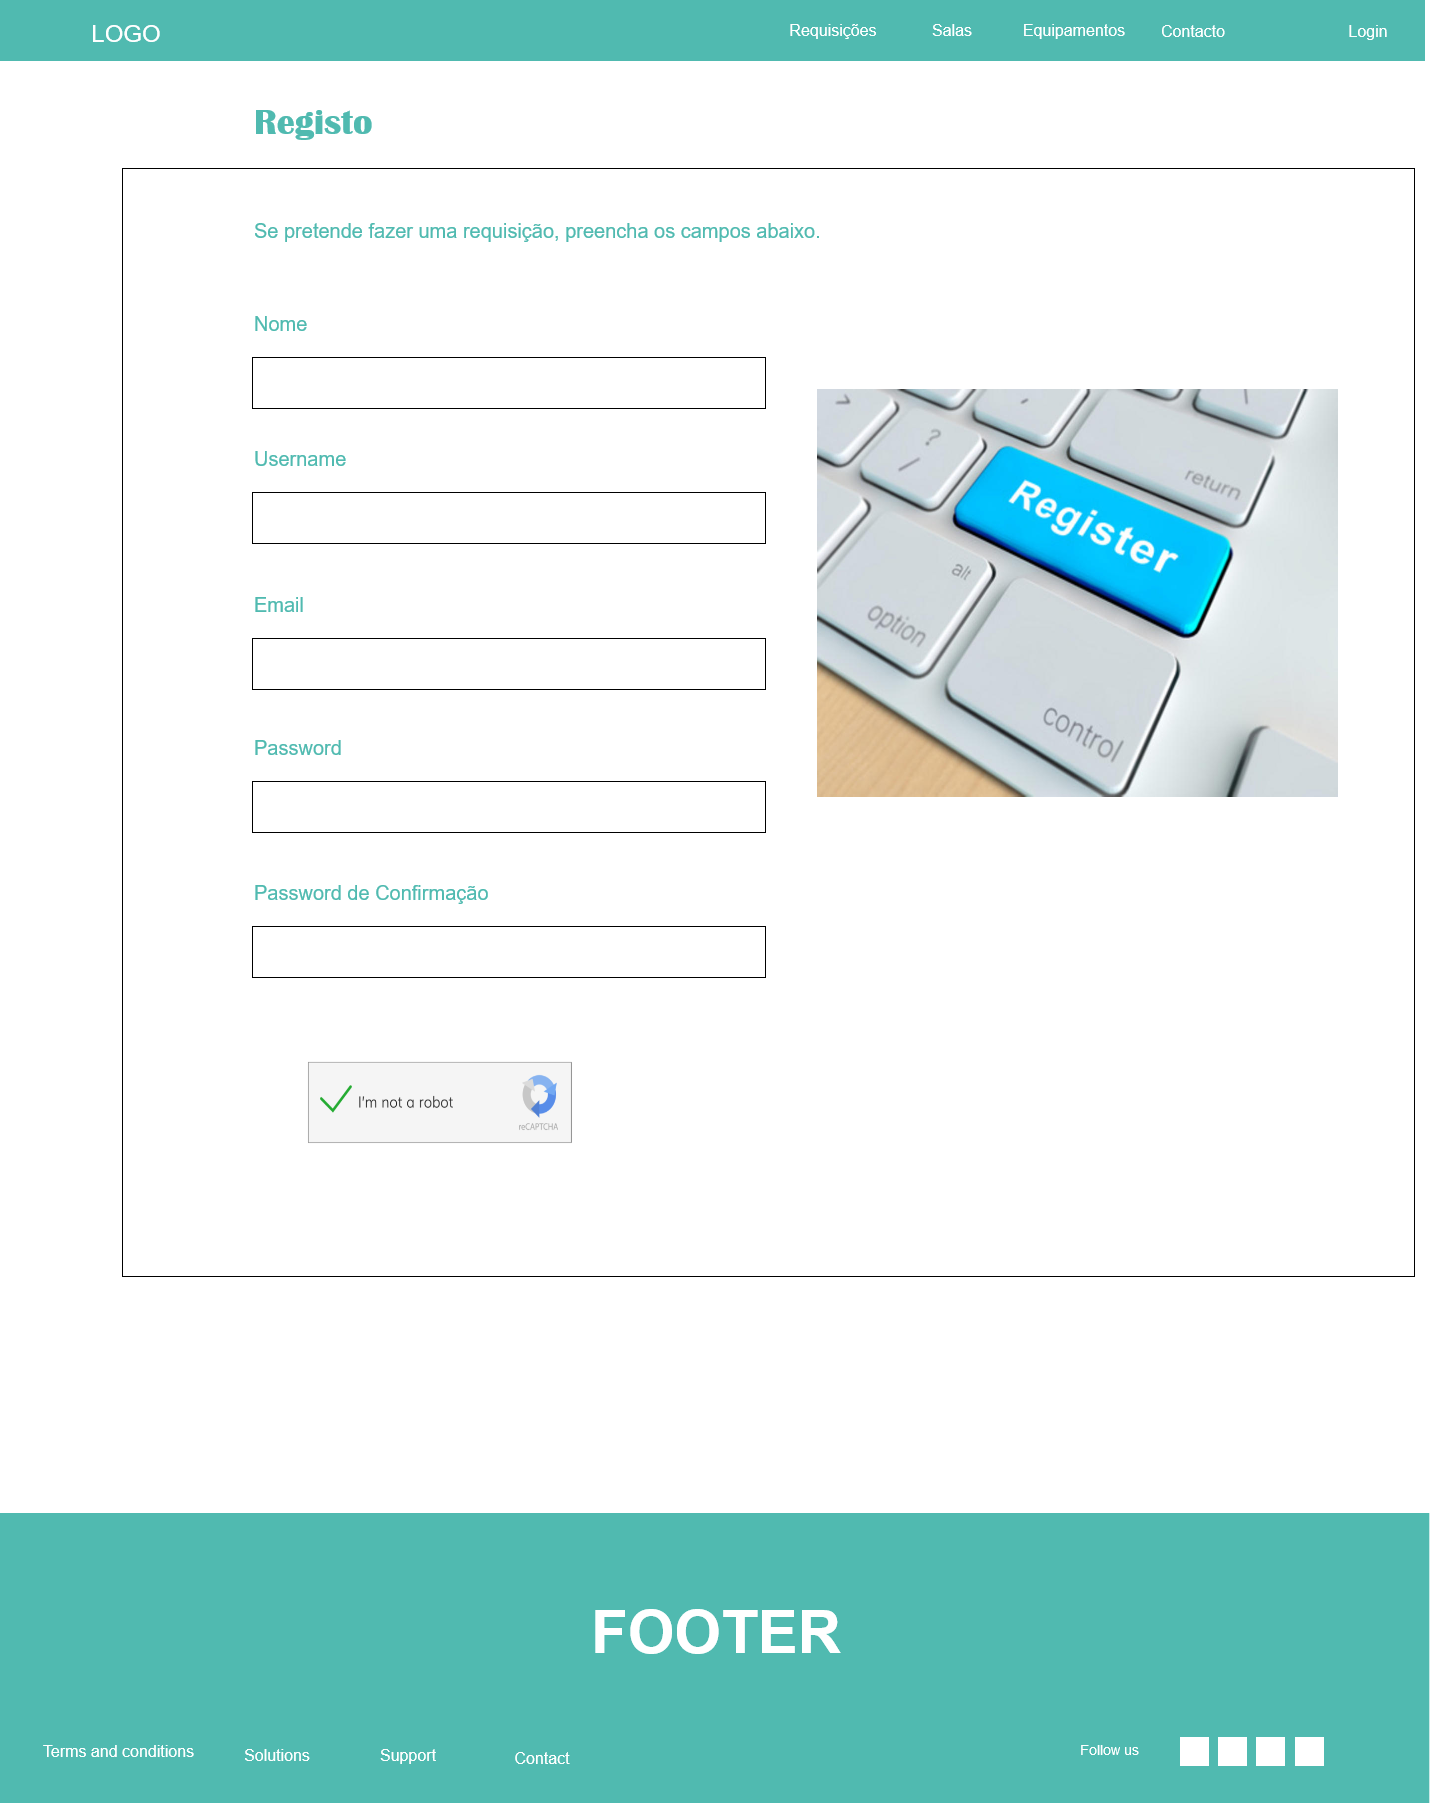 LOGO
Requisições
Salas
Equipamentos
Contacto
Login
Registo
Se pretende fazer uma requisição, preencha os campos abaixo.
Nome
Username
Email
Password
Password de Confirmação
?
/
>
,
return
Register
alt
option
control
I'm not a robot
reCAPTCHA
FOOTER
Terms and conditions
Solutions
Support
Contact
Follow us